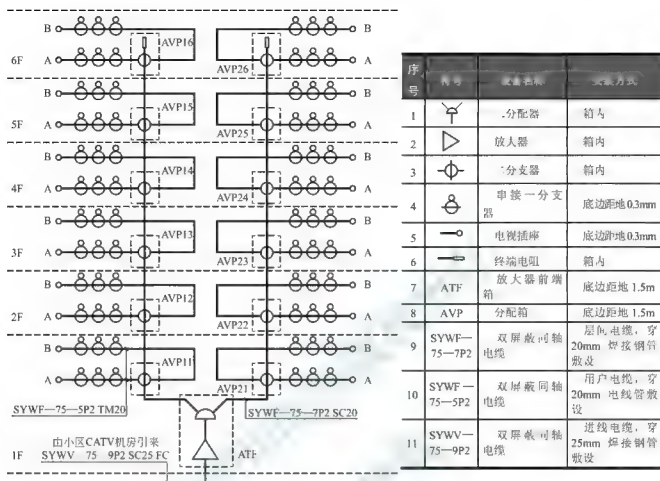 B
AVP16
B
6F
A
AVP26
A
B
AVP15
B
5F
A
AVP25
A
B
AVP14
B
4F
A
AVP24
A
B
AVP13
B
3F
A
AVP23
A
B
AVP12
B
2F
A
AVP22
A
B
AVP11
B
A
AVP21
A
SYWF—75—5P2 TM20
SYWF—75—7P2 SC20
由小区CATV机房引来
1F
SYWV 75 9P2 SC25 FC
ATF
序号
1 分配器 箱内
2 放大器 箱内
3 分支器 箱内
4 串接一分支器 底边距地0.3mm
5 电视插座 底边距地0.3mm
6 终端电阻 箱内
7 ATF 放大器前端箱 底边距地1.5m
8 AVP 分配箱 底边距地1.5m
9 SYWF—75—7P2 双屏蔽同轴电缆 层间电缆，穿20mm 焊接钢管敷设
10 SYWF—75—5P2 双屏蔽同轴电缆 用户电缆，穿20mm 电线管敷设
11 SYWV—75—9P2 双屏蔽同轴电缆 进线电缆，穿25mm 焊接钢管敷设